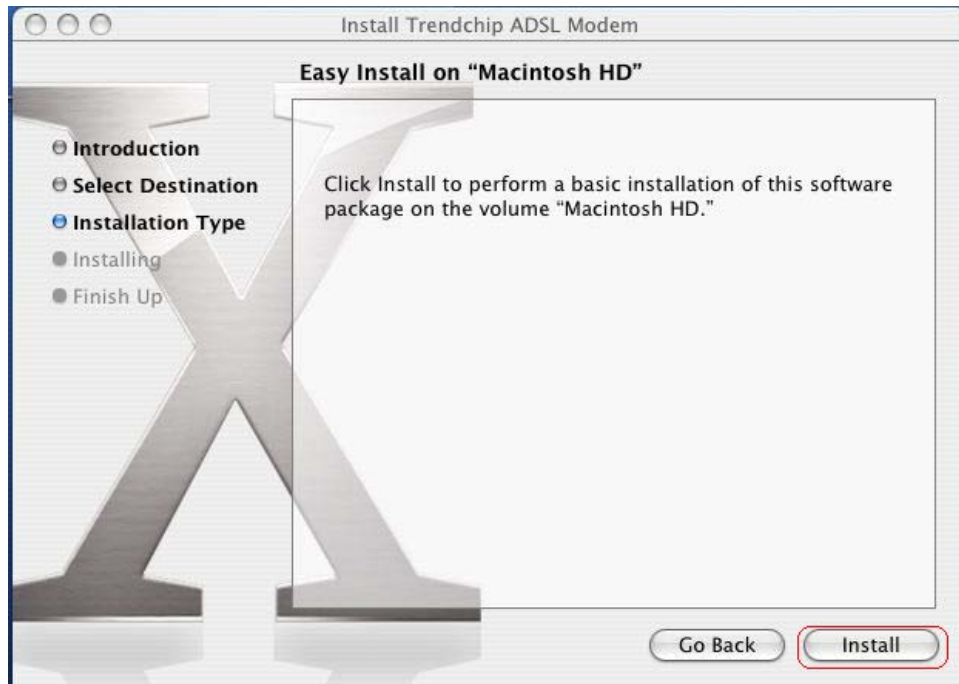 Install Trendchip ADSL Modem
Easy Install on “Macintosh HD”
Introduction
Select Destination
Installation Type
Installing
Finish Up
Click Install to perform a basic installation of this software
package on the volume “Macintosh HD.”
Go Back
Install